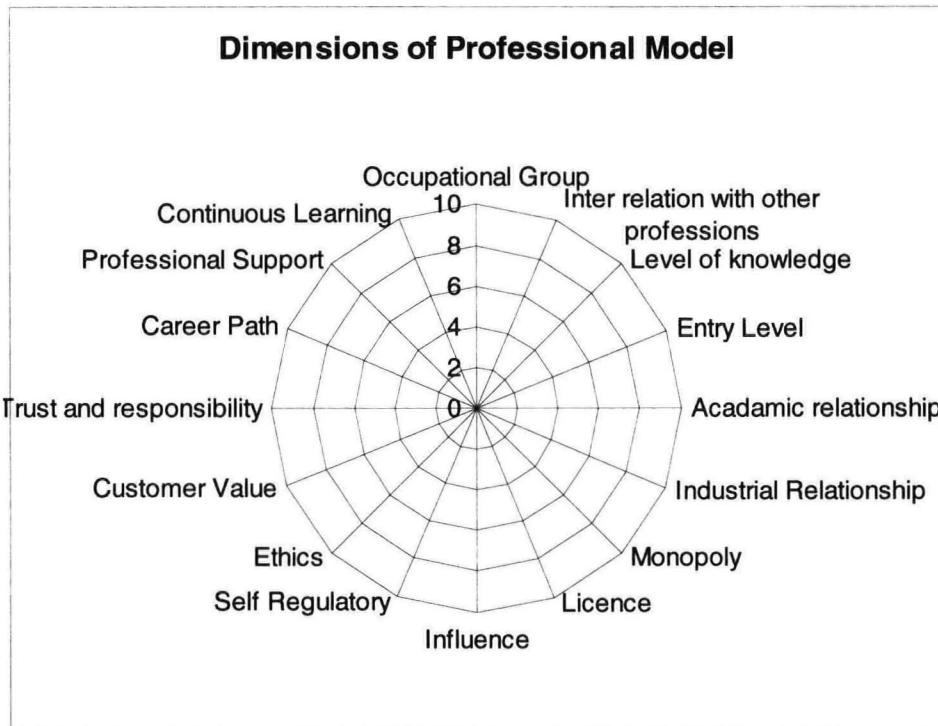 Dimensions of Professional Model
Occupational Group
Inter relation with other
professions
Level of knowledge
Entry Level
Acadamic relationship
Industrial Relationship
Monopoly
Licence
Influence
Self Regulatory
Ethics
Customer Value
Trust and responsibility
Career Path
Professional Support
Continuous Learning
10
8
6
4
2
0